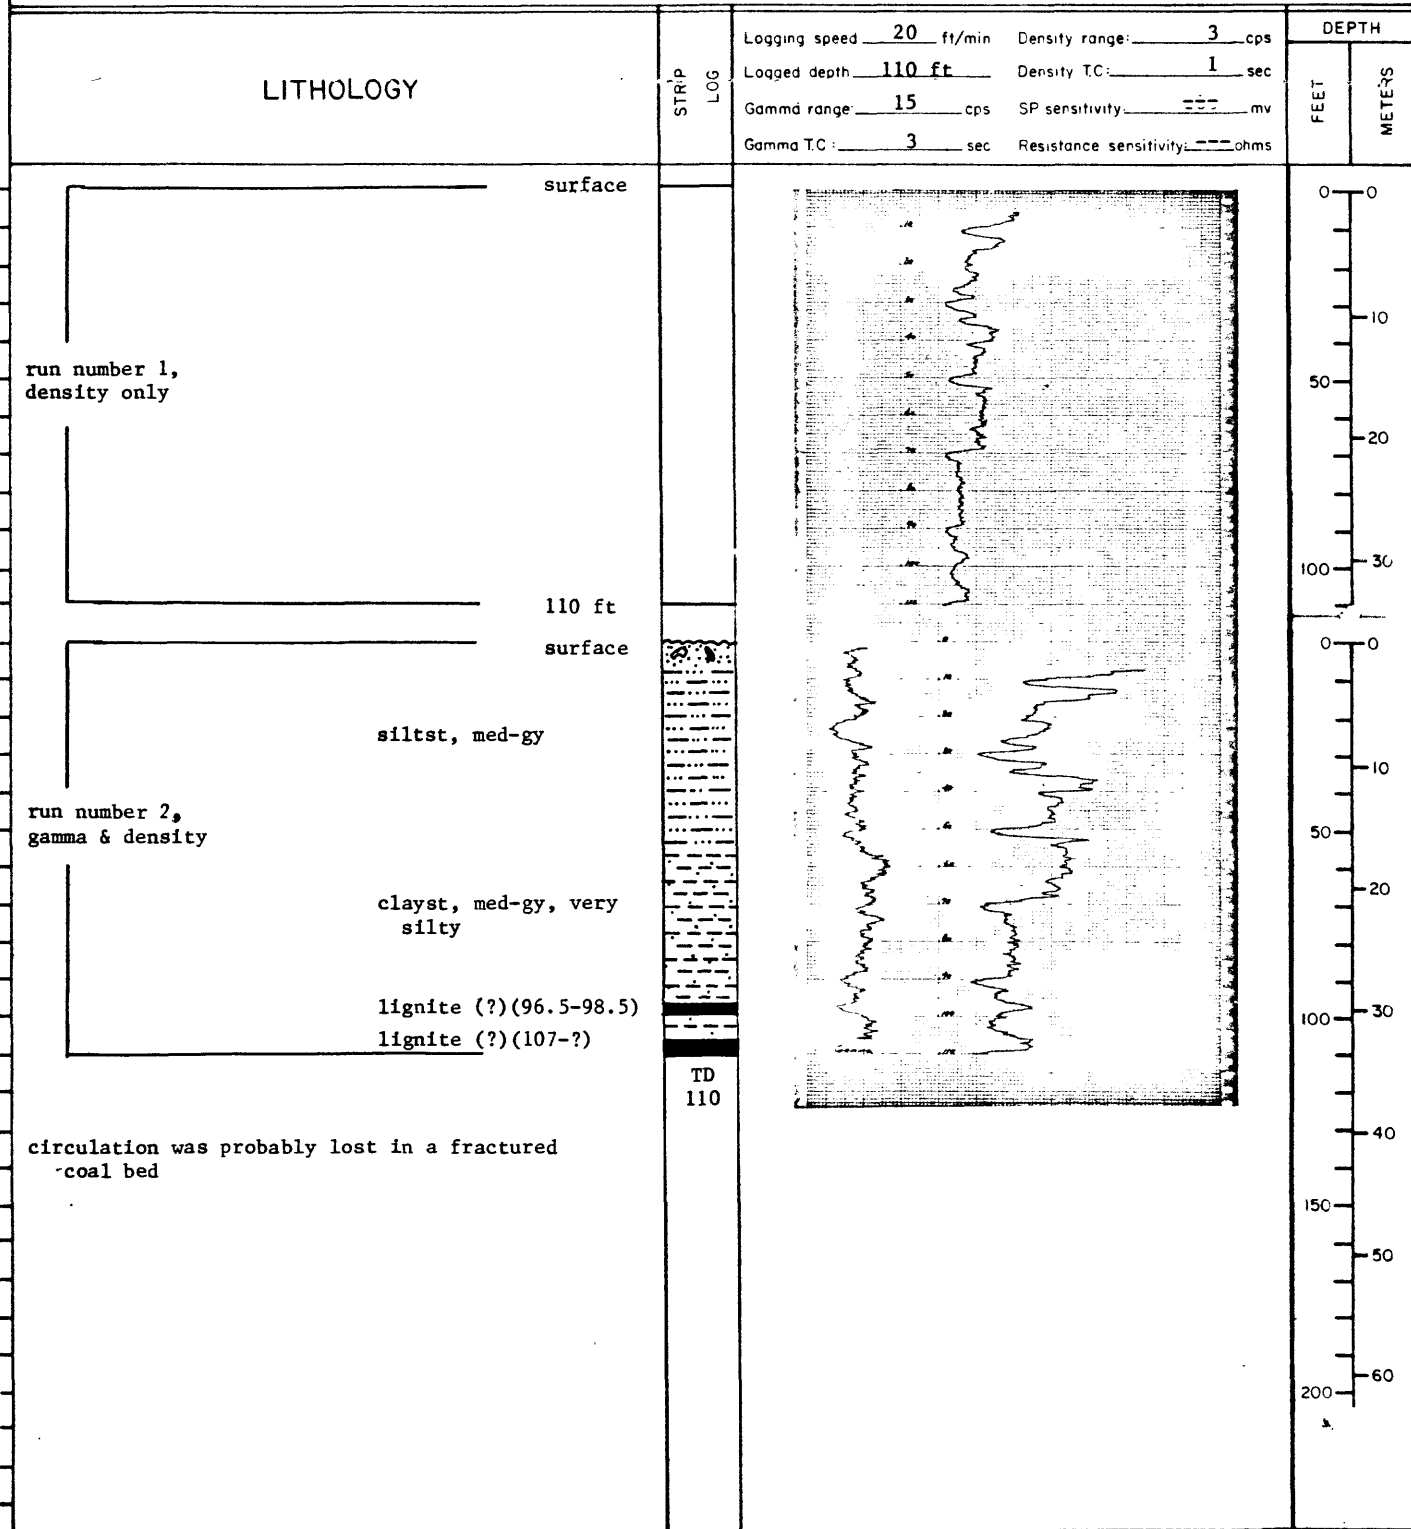 LITHOLOGY
STRIP LOG
Logging speed 20 ft/min Density range: 3 cps
Logged depth 110 ft Density T.C: 1 sec
Gamma range: 15 cps SP sensitivity: --- mv
Gamma T.C: 3 sec Resistance sensitivity: --- ohms
DEPTH
FEET
METERS
surface
run number 1,
density only
110 ft
surface
siltst, med-gy
run number 2,
gamma & density
clayst, med-gy, very
silty
lignite (?)(96.5-98.5)
lignite (?)(107-?)
TD
110
circulation was probably lost in a fractured
coal bed
0 0
10
50
20
100 30
0 0
10
50
20
100 30
40
150
50
60
200